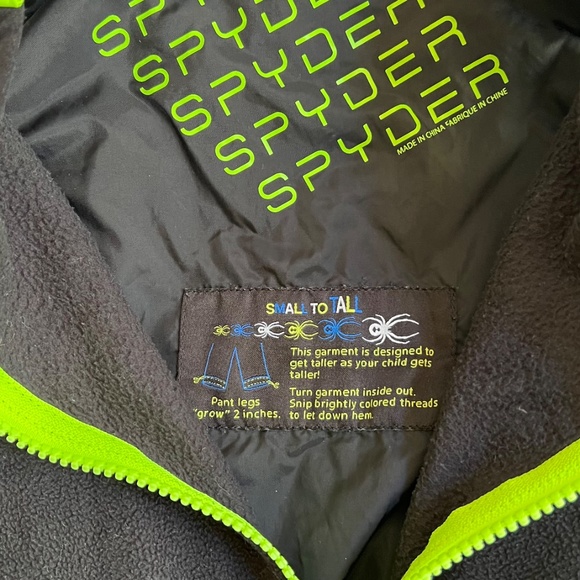 SPYDER
SPYDER
SPYDER
SPYDER
SPYDER
MADE IN CHINA FABRIQUE IN CHINE
SMALL TO TALL
This garment is designed to
get taller as your child gets
taller!
Turn garment inside out.
Snip brightly colored threads
to let down hem.
Pant legs
"grow" 2 inches.